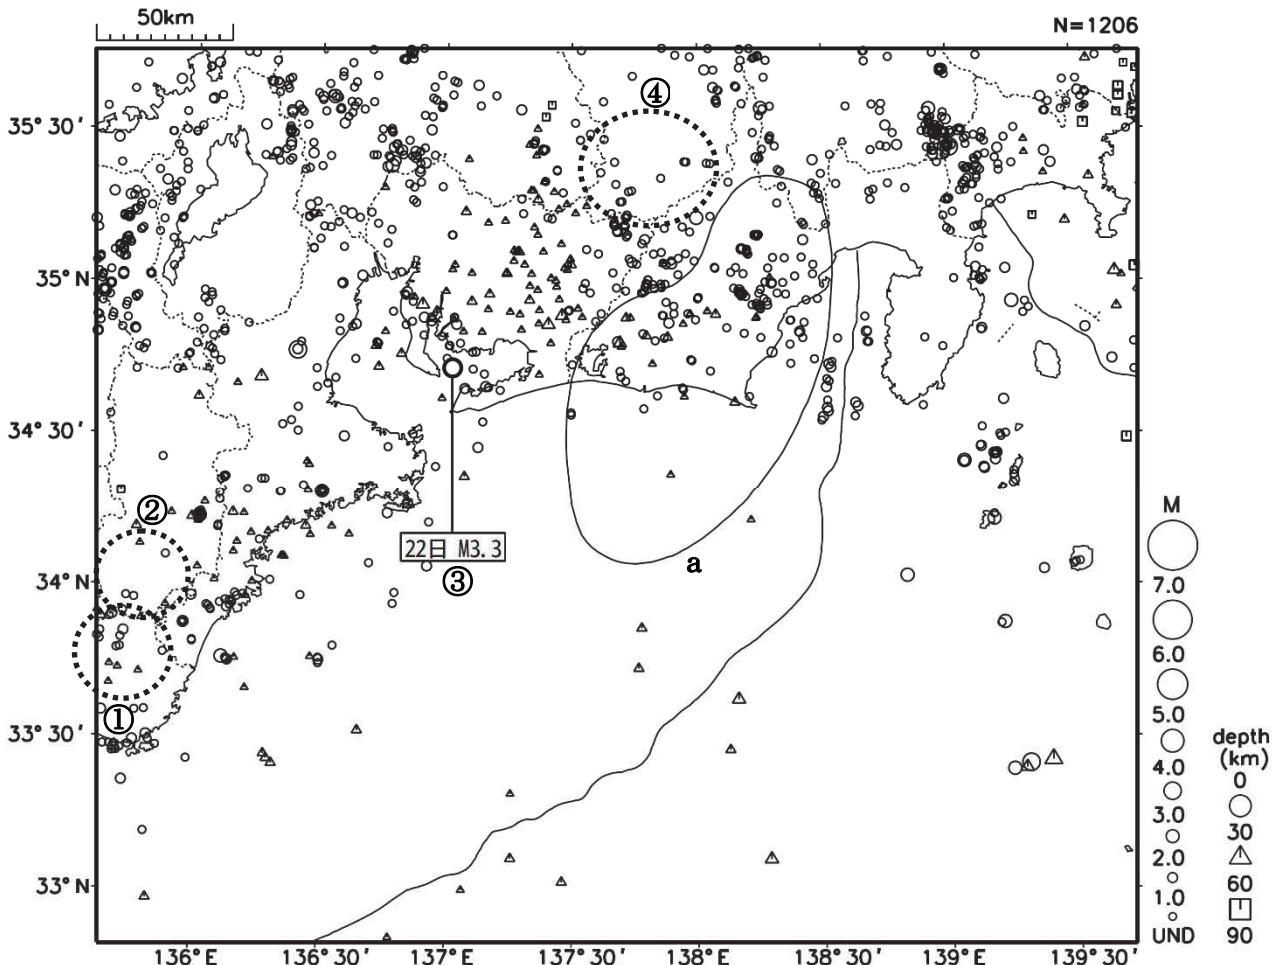 50km
N=1206
④
35°30′
35°N
34°30′
②
22日 M3.3
a
③
34°N
①
33°30′
33°N
136°E
136°30′
137°E
137°30′
138°E
138°30′
139°E
139°30′
M
7.0
6.0
5.0
4.0
3.0
2.0
1.0
UND
depth
(km)
0
30
60
90